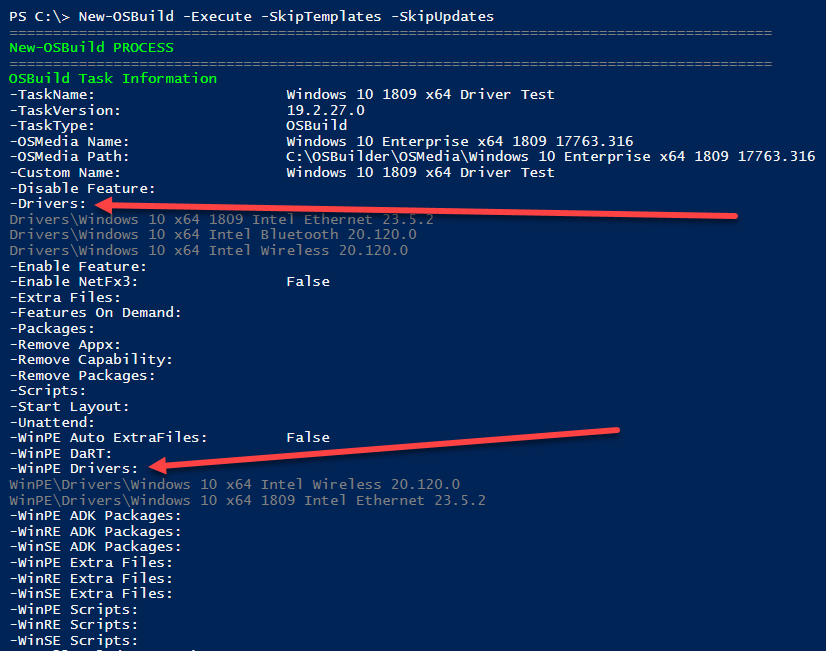 PS C:\> New-OSBuild -Execute -SkipTemplates -SkipUpdates
========================================================================================
New-OSBuild PROCESS
========================================================================================
OSBuild Task Information
-TaskName: Windows 10 1809 x64 Driver Test
-TaskVersion: 19.2.27.0
-TaskType: OSBuild
-OSMedia Name: Windows 10 Enterprise x64 1809 17763.316
-OSMedia Path: C:\OSBuilder\OSMedia\Windows 10 Enterprise x64 1809 17763.316
-Custom Name: Windows 10 1809 x64 Driver Test
-Disable Feature:
-Drivers:
Drivers\Windows 10 x64 1809 Intel Ethernet 23.5.2
Drivers\Windows 10 x64 Intel Bluetooth 20.120.0
Drivers\Windows 10 x64 Intel Wireless 20.120.0
-Enable Feature:
-Enable NetFx3: False
-Extra Files:
-Features On Demand:
-Packages:
-Remove Appx:
-Remove Capability:
-Remove Packages:
-Scripts:
-Start Layout:
-Unattend:
-WinPE Auto ExtraFiles: False
-WinPE DaRT:
-WinPE Drivers:
WinPE\Drivers\Windows 10 x64 Intel Wireless 20.120.0
WinPE\Drivers\Windows 10 x64 1809 Intel Ethernet 23.5.2
-WinPE ADK Packages:
-WinRE ADK Packages:
-WinSE ADK Packages:
-WinPE Extra Files:
-WinRE Extra Files:
-WinSE Extra Files:
-WinPE Scripts:
-WinRE Scripts:
-WinSE Scripts: